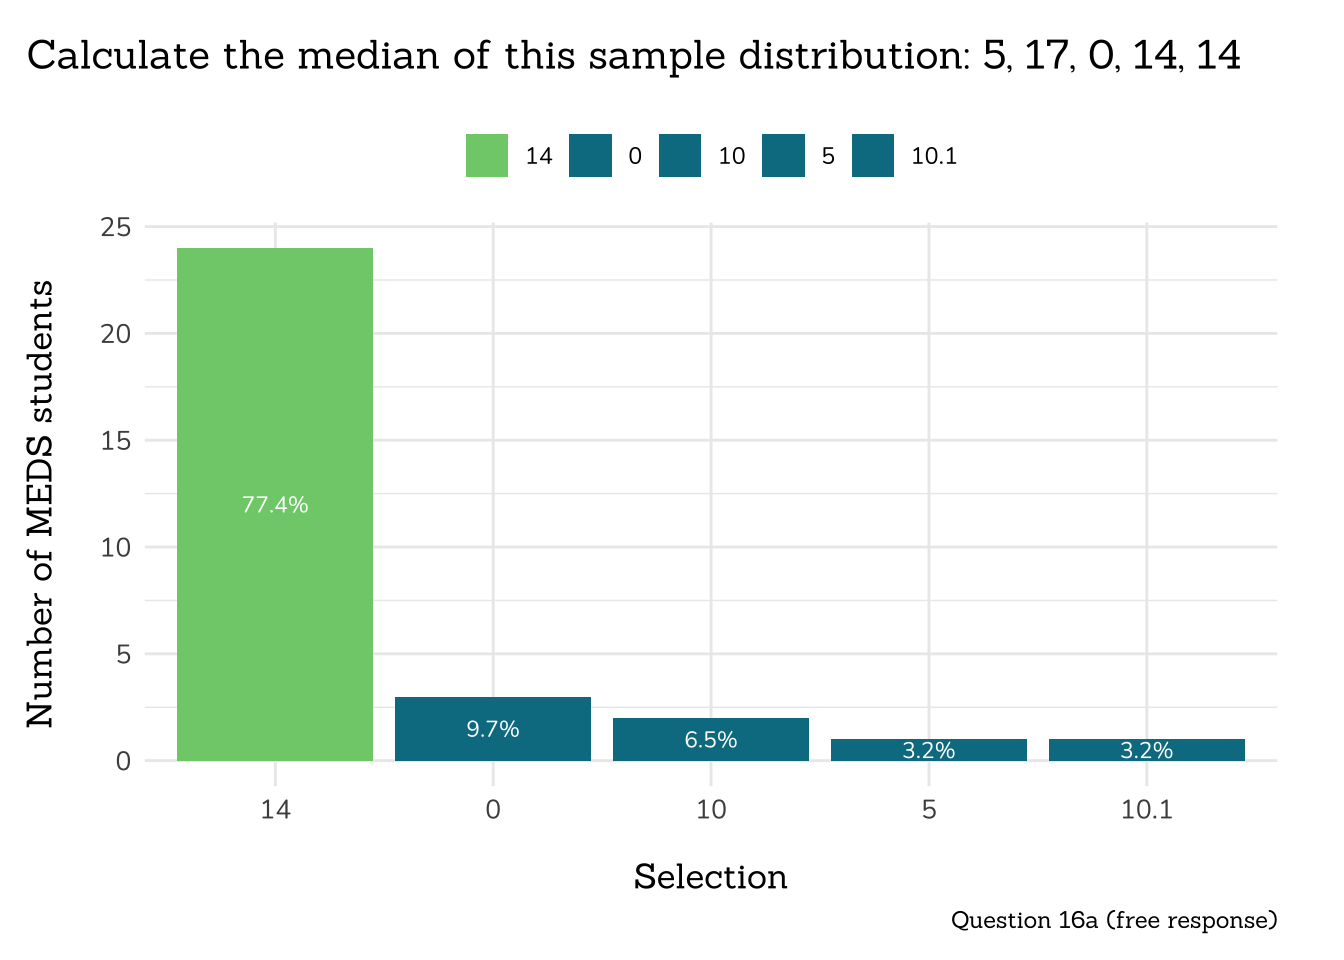 Calculate the median of this sample distribution: 5, 17, 0, 14, 14
14 0 10 5 10.1
Number of MEDS students
25
20
15
10
5
0
77.4%
9.7%
6.5%
3.2%
3.2%
14 0 10 5 10.1
Selection
Question 16a (free response)